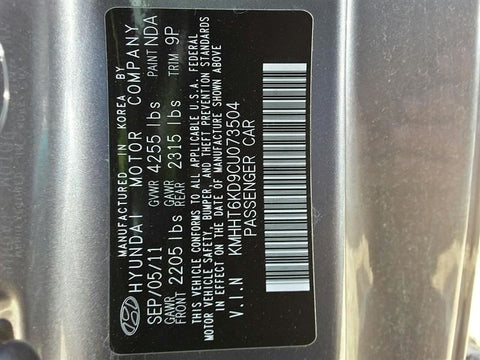 MANUFACTURED IN KOREA BY
HYUNDAI MOTOR COMPANY
SEP/05/11 GVWR 4255 lbs PAINT NDA
GAWR FRONT 2205 lbs GAWR REAR 2315 lbs TRIM 9P
THIS VEHICLE CONFORMS TO ALL APPLICABLE U.S.A. FEDERAL
MOTOR VEHICLE SAFETY, BUMPER, AND THEFT PREVENTION STANDARDS
IN EFFECT ON THE DATE OF MANUFACTURE SHOWN ABOVE
V.I.N KMHHT6KD9CU073504
PASSENGER CAR